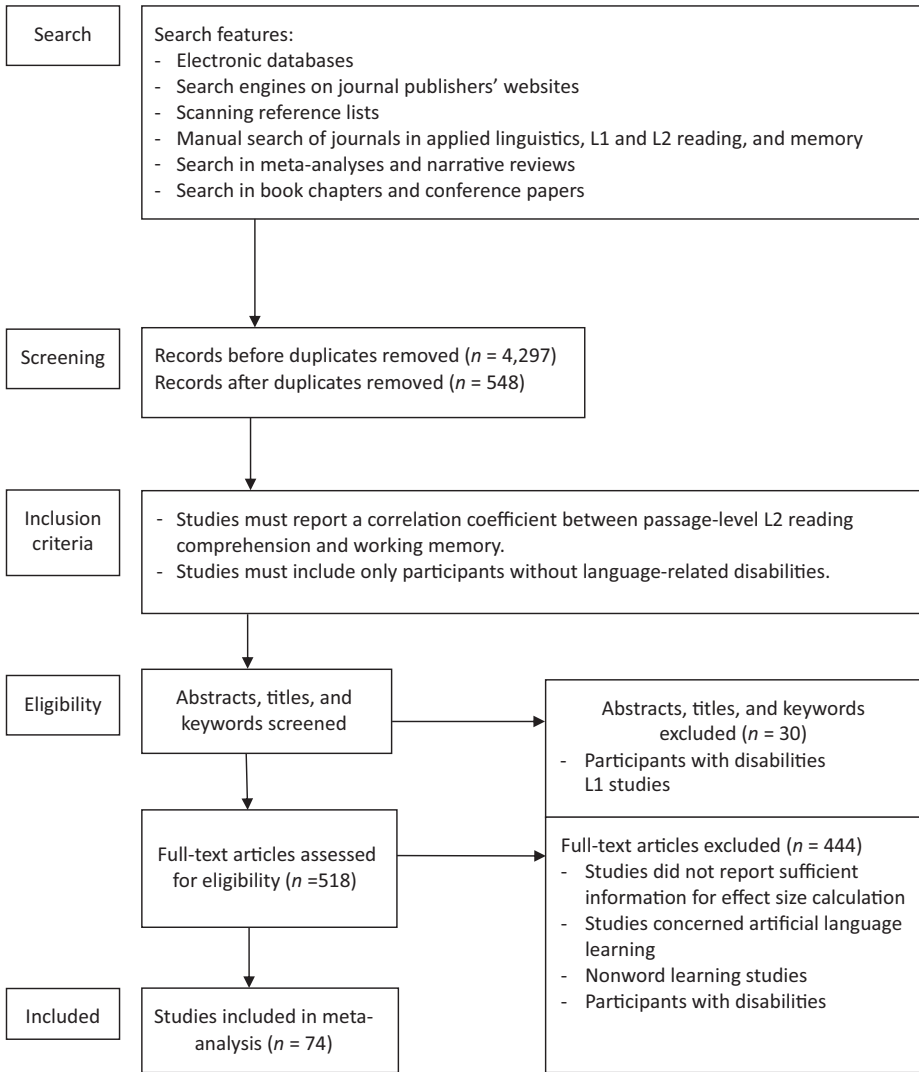 Search
Search features:
- Electronic databases
- Search engines on journal publishers’ websites
- Scanning reference lists
- Manual search of journals in applied linguistics, L1 and L2 reading, and memory
- Search in meta-analyses and narrative reviews
- Search in book chapters and conference papers
Screening
Records before duplicates removed (n = 4,297)
Records after duplicates removed (n = 548)
Inclusion
criteria
- Studies must report a correlation coefficient between passage-level L2 reading
comprehension and working memory.
- Studies must include only participants without language-related disabilities.
Eligibility
Abstracts, titles, and
keywords screened
Abstracts, titles, and keywords
excluded (n = 30)
- Participants with disabilities
L1 studies
Full-text articles assessed
for eligibility (n =518)
Full-text articles excluded (n = 444)
- Studies did not report sufficient
information for effect size calculation
- Studies concerned artificial language
learning
- Nonword learning studies
- Participants with disabilities
Included
Studies included in meta-
analysis (n = 74)